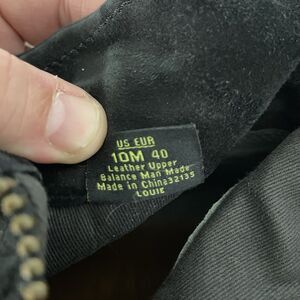 US EUR
10M 40
Leather Upper
Balance Man Made
Made in China32135
LOUIE